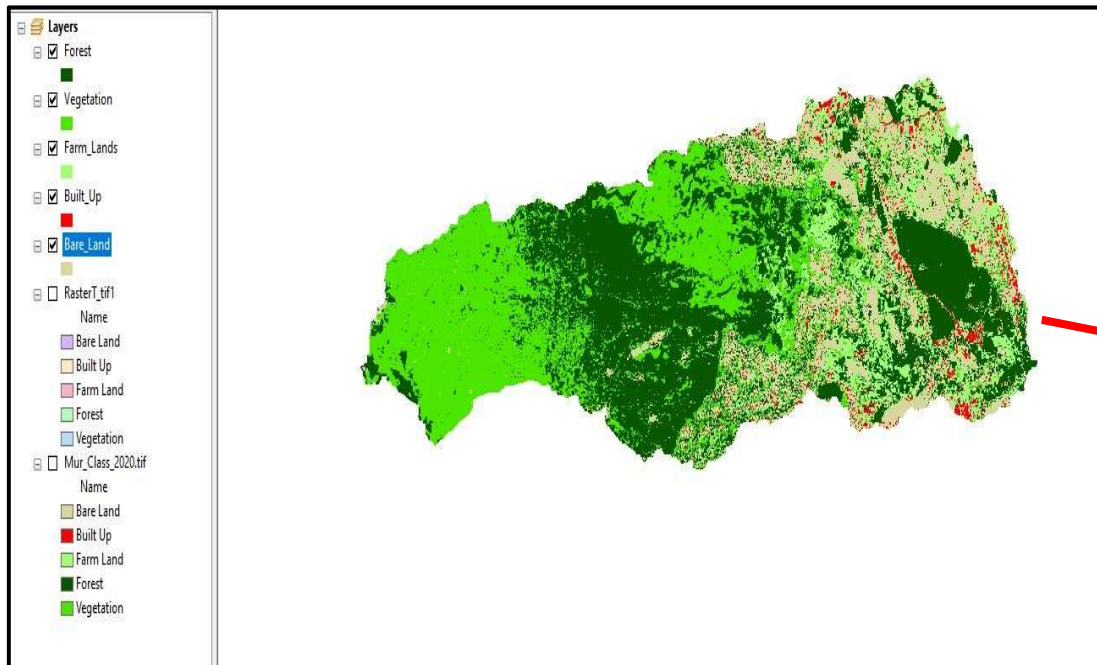 Layers
Forest
Vegetation
Farm_Lands
Built_Up
Bare_Land
RasterT_tif1
Name
Bare Land
Built Up
Farm Land
Forest
Vegetation
Mur_Class_2020.tif
Name
Bare Land
Built Up
Farm Land
Forest
Vegetation